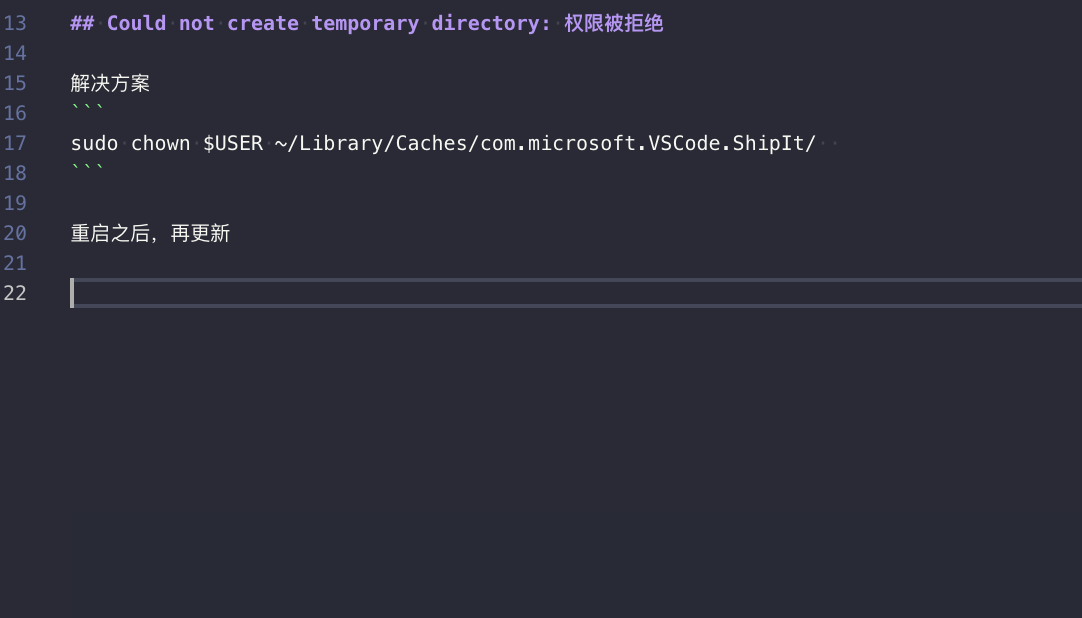 13 ## Could not create temporary directory: 权限被拒绝
14
15 解决方案
16 ```
17 sudo chown $USER ~/Library/Caches/com.microsoft.VSCode.ShipIt/
18 ```
19
20 重启之后，再更新
21
22